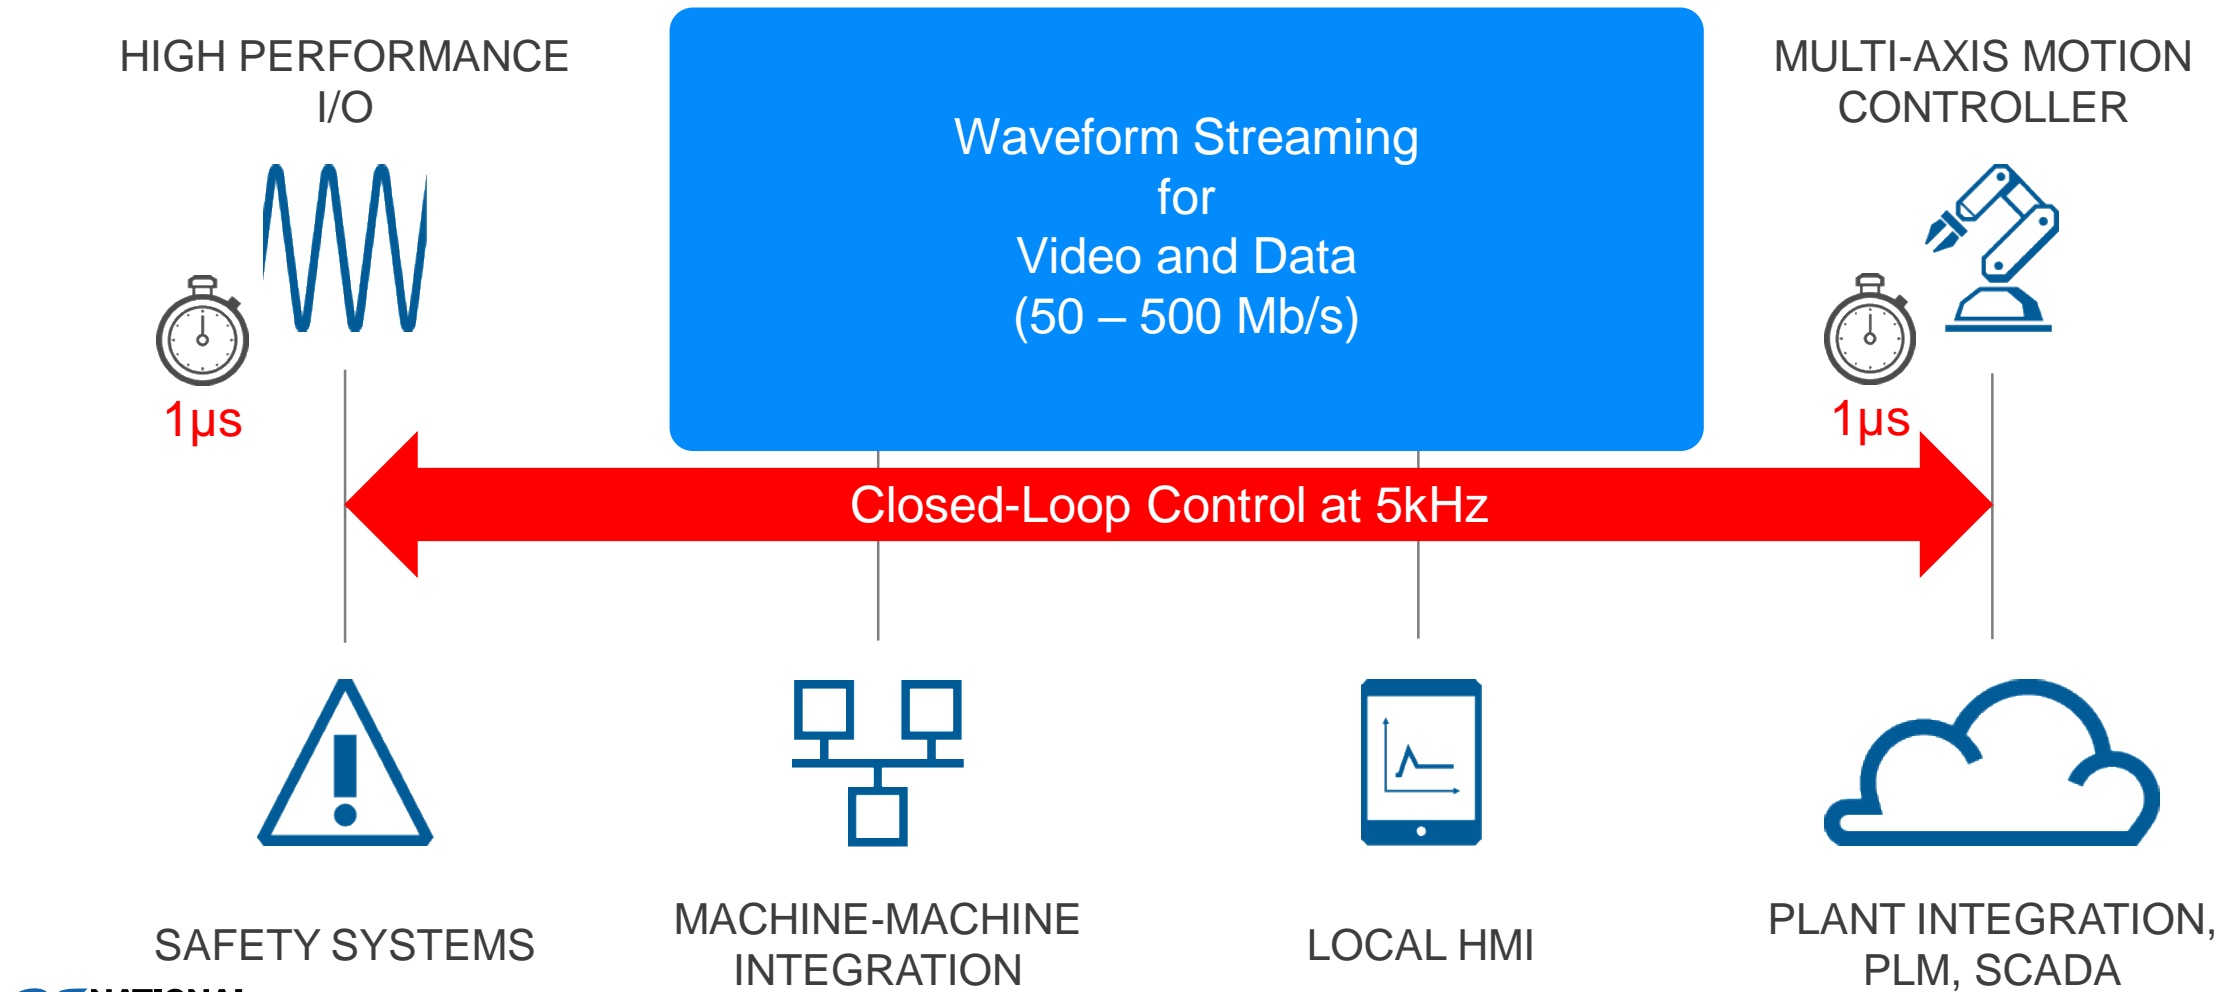 HIGH PERFORMANCE
I/O
1µs
Waveform Streaming
for
Video and Data
(50 – 500 Mb/s)
MULTI-AXIS MOTION
CONTROLLER
1µs
Closed-Loop Control at 5kHz
SAFETY SYSTEMS
MACHINE-MACHINE
INTEGRATION
LOCAL HMI
PLANT INTEGRATION,
PLM, SCADA
NATIONAL